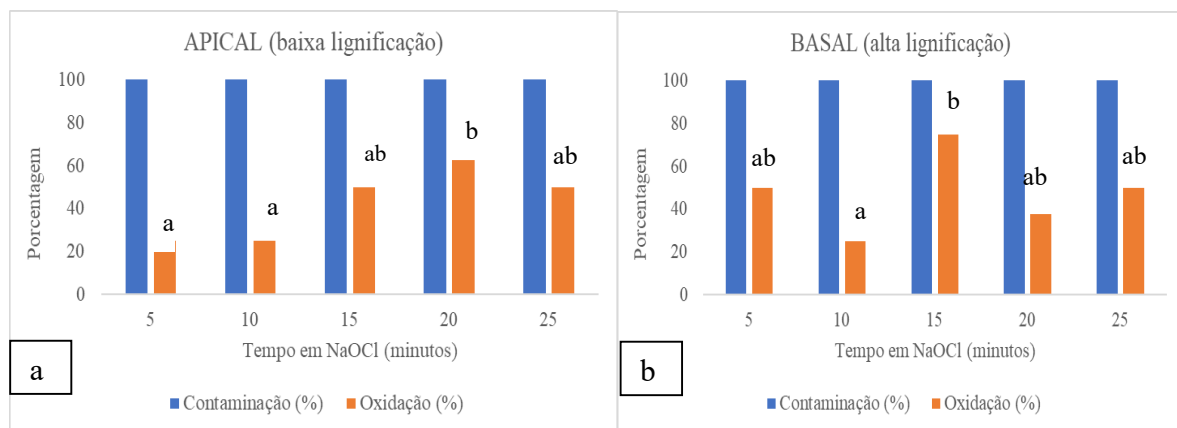 APICAL (baixa lignificação)
100
80
60
40
20
0
Porcentagem
a
a
ab
b
ab
5 10 15 20 25
Tempo em NaOCl (minutos)
a
Contaminação (%) Oxidação (%)
BASAL (alta lignificação)
100
80
60
40
20
0
Porcentagem
ab
a
b
ab
ab
5 10 15 20 25
Tempo em NaOCl (minutos)
b
Contaminação (%) Oxidação (%)